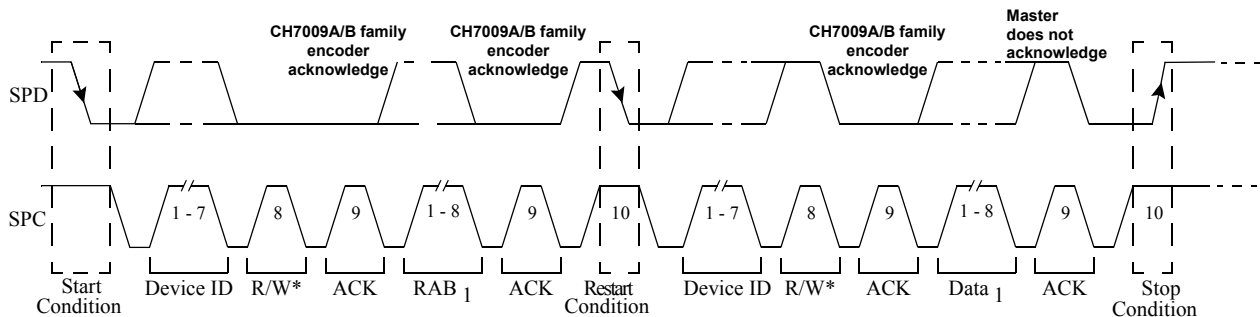 CH7009A/B family
encoder
acknowledge
CH7009A/B family
encoder
acknowledge
CH7009A/B family
encoder
acknowledge
Master
does not
acknowledge
SPD
SPC
1 - 7
8
9
1 - 8
9
10
1 - 7
8
9
1 - 8
9
10
Start
Condition
Device ID
R/W*
ACK
RAB 1
ACK
Restart
Condition
Device ID
R/W*
ACK
Data 1
ACK
Stop
Condition